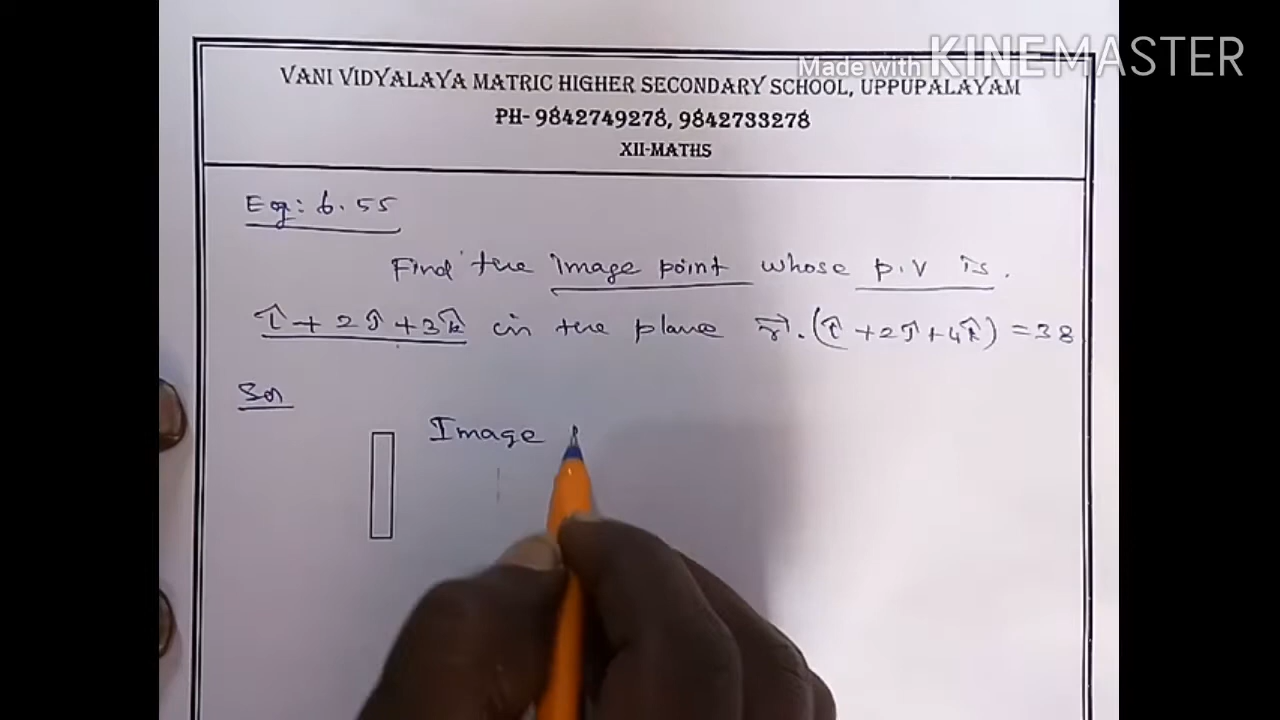 Made with KINEMASTER
VANI VIDYALAYA MATRIC HIGHER SECONDARY SCHOOL, UPPUPALAYAM
PH- 9842749278, 9842733278
XII-MATHS
Eg: 6.55
Find the Image point whose p.v is.
î + 2ĵ + 3k̂ in the plane r⃗.(î + 2ĵ + 4k̂) = 38
Sol
Image